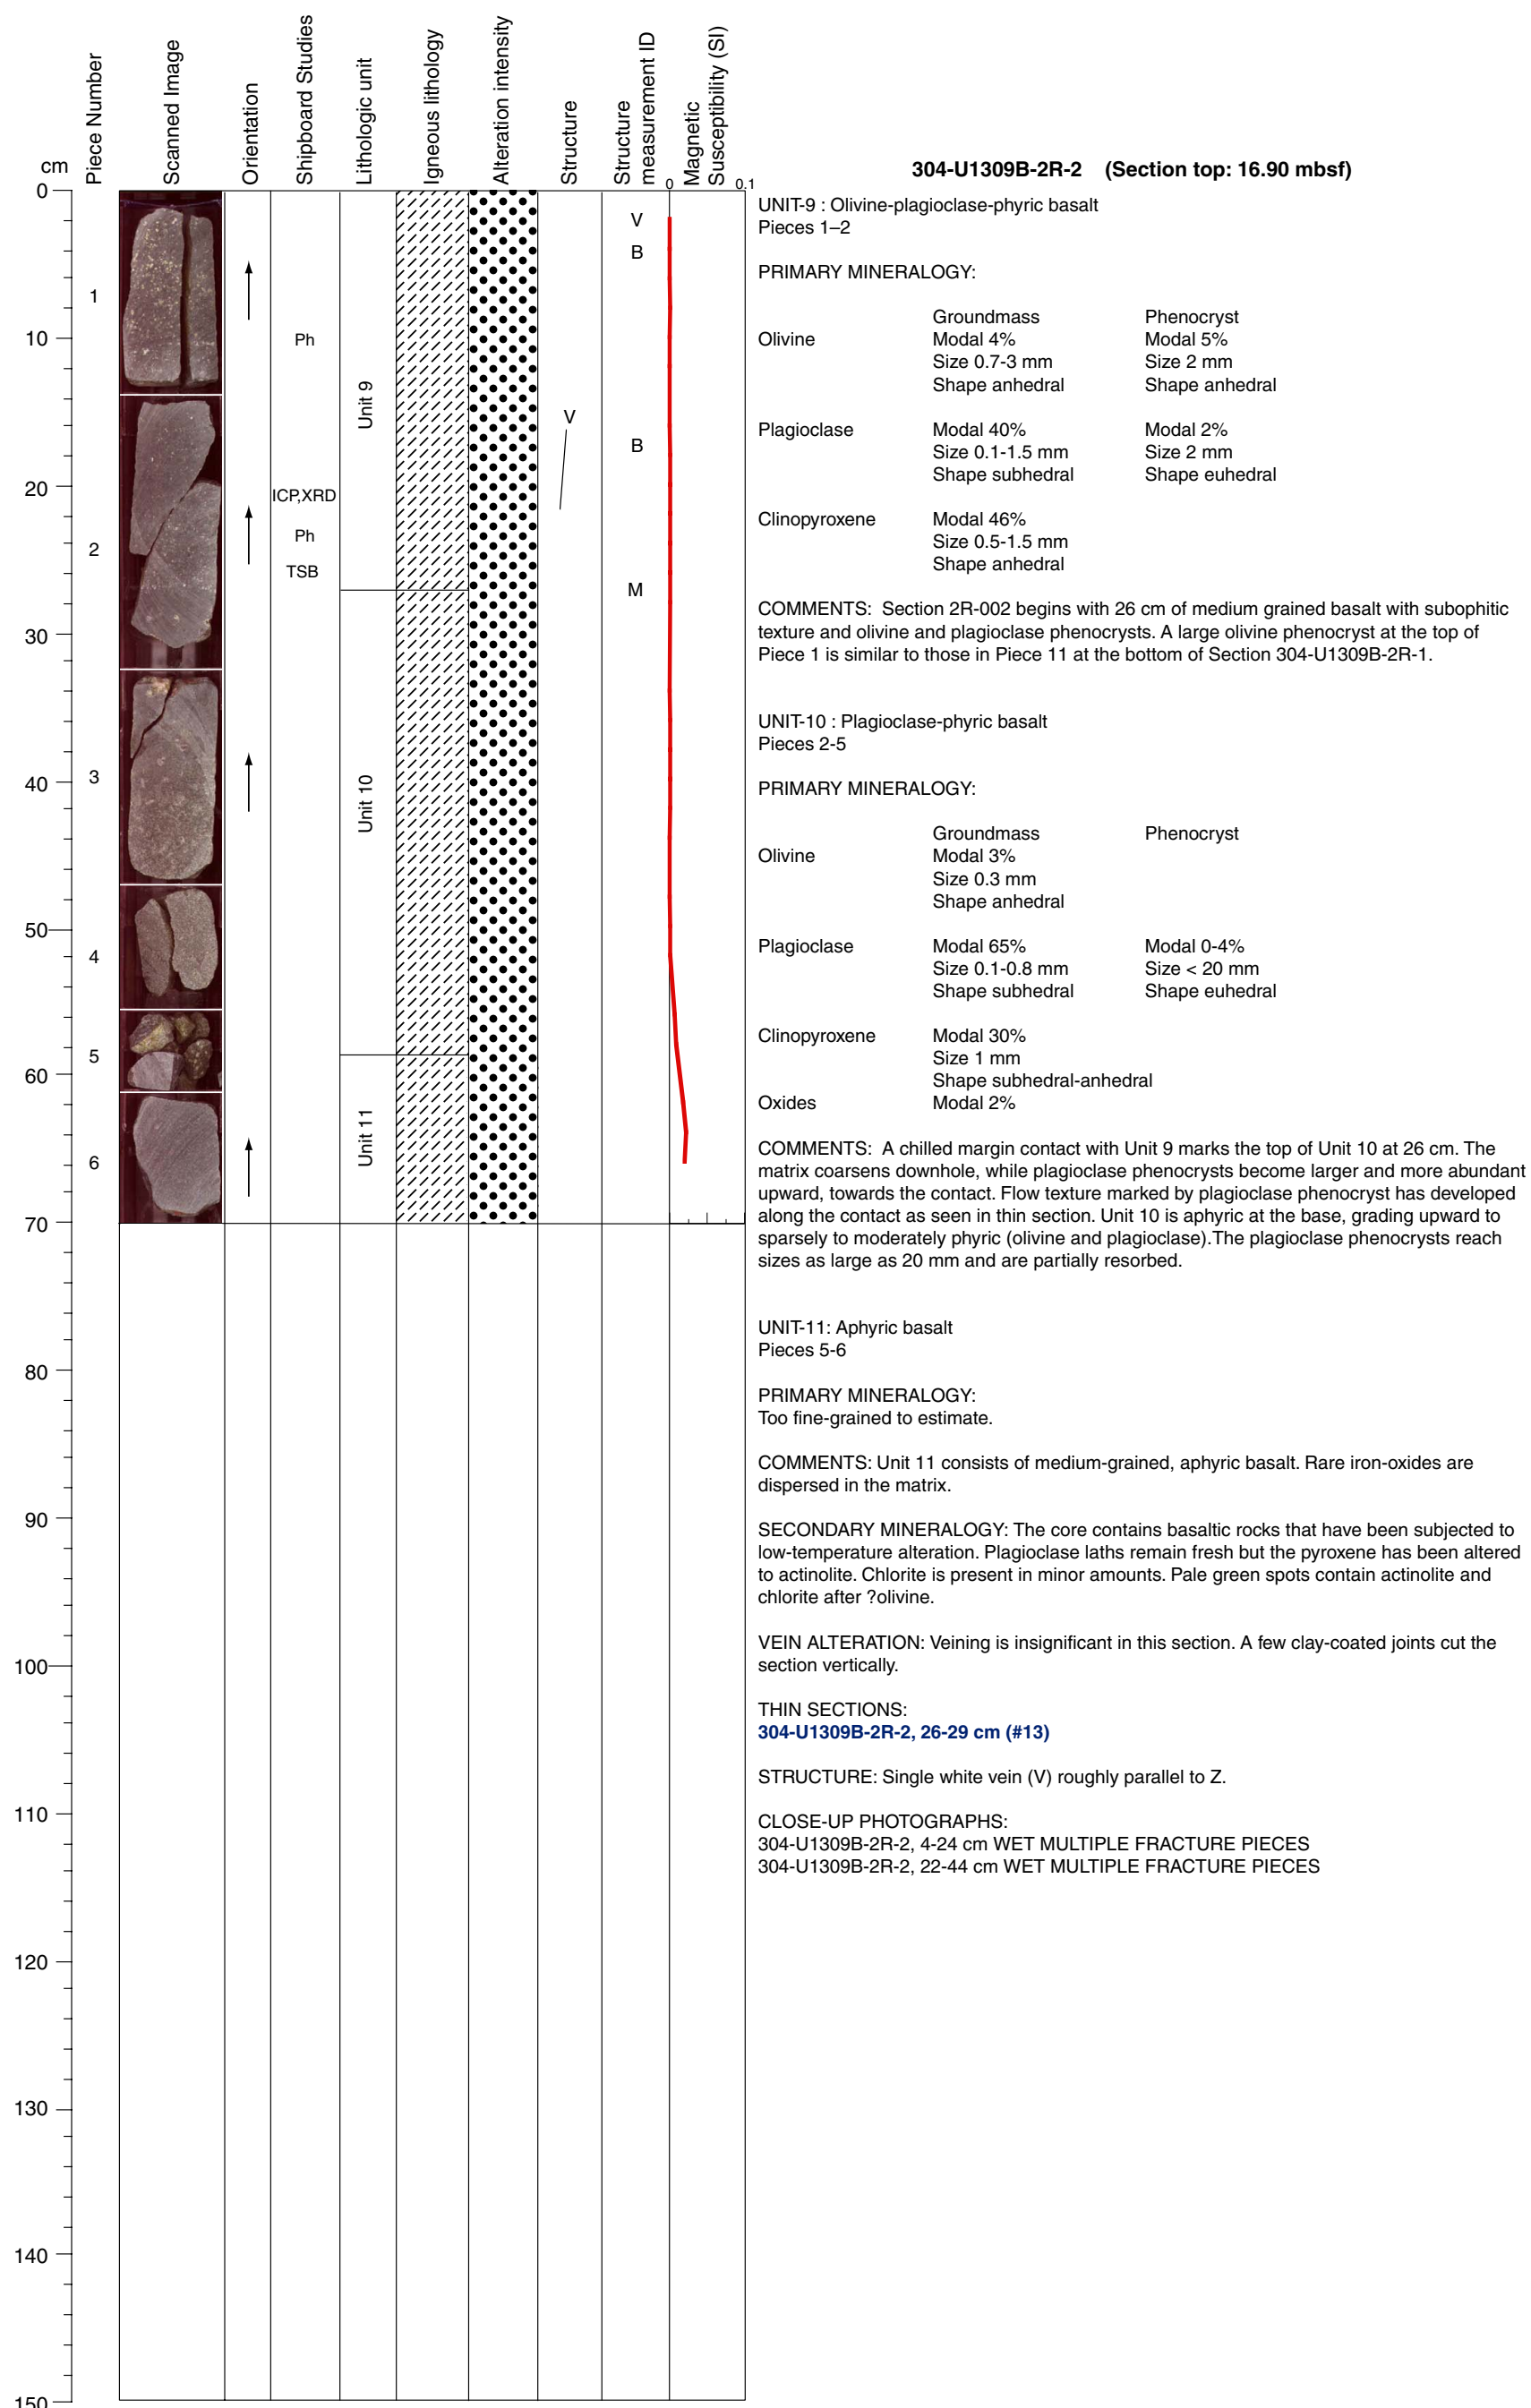 Piece Number
Scanned Image
Orientation
Shipboard Studies
Lithologic unit
Igneous lithology
Alteration intensity
Structure
Structure
measurement ID
Magnetic
Susceptibility (SI)
cm
0
0.1
0
10
20
30
40
50
60
70
80
90
100
110
120
130
140
150
1
2
3
4
5
6
Ph
ICP,XRD
Ph
TSB
Unit 9
Unit 10
Unit 11
V
V
B
B
M
304-U1309B-2R-2 (Section top: 16.90 mbsf)
UNIT-9 : Olivine-plagioclase-phyric basalt
Pieces 1–2
PRIMARY MINERALOGY:
Groundmass Phenocryst
Olivine Modal 4% Modal 5%
Size 0.7-3 mm Size 2 mm
Shape anhedral Shape anhedral
Plagioclase Modal 40% Modal 2%
Size 0.1-1.5 mm Size 2 mm
Shape subhedral Shape euhedral
Clinopyroxene Modal 46%
Size 0.5-1.5 mm
Shape anhedral
COMMENTS: Section 2R-002 begins with 26 cm of medium grained basalt with subophitic
texture and olivine and plagioclase phenocrysts. A large olivine phenocryst at the top of
Piece 1 is similar to those in Piece 11 at the bottom of Section 304-U1309B-2R-1.
UNIT-10 : Plagioclase-phyric basalt
Pieces 2-5
PRIMARY MINERALOGY:
Groundmass Phenocryst
Olivine Modal 3%
Size 0.3 mm
Shape anhedral
Plagioclase Modal 65% Modal 0-4%
Size 0.1-0.8 mm Size < 20 mm
Shape subhedral Shape euhedral
Clinopyroxene Modal 30%
Size 1 mm
Shape subhedral-anhedral
Oxides Modal 2%
COMMENTS: A chilled margin contact with Unit 9 marks the top of Unit 10 at 26 cm. The
matrix coarsens downhole, while plagioclase phenocrysts become larger and more abundant
upward, towards the contact. Flow texture marked by plagioclase phenocryst has developed
along the contact as seen in thin section. Unit 10 is aphyric at the base, grading upward to
sparsely to moderately phyric (olivine and plagioclase).The plagioclase phenocrysts reach
sizes as large as 20 mm and are partially resorbed.
UNIT-11: Aphyric basalt
Pieces 5-6
PRIMARY MINERALOGY:
Too fine-grained to estimate.
COMMENTS: Unit 11 consists of medium-grained, aphyric basalt. Rare iron-oxides are
dispersed in the matrix.
SECONDARY MINERALOGY: The core contains basaltic rocks that have been subjected to
low-temperature alteration. Plagioclase laths remain fresh but the pyroxene has been altered
to actinolite. Chlorite is present in minor amounts. Pale green spots contain actinolite and
chlorite after ?olivine.
VEIN ALTERATION: Veining is insignificant in this section. A few clay-coated joints cut the
section vertically.
THIN SECTIONS:
304-U1309B-2R-2, 26-29 cm (#13)
STRUCTURE: Single white vein (V) roughly parallel to Z.
CLOSE-UP PHOTOGRAPHS:
304-U1309B-2R-2, 4-24 cm WET MULTIPLE FRACTURE PIECES
304-U1309B-2R-2, 22-44 cm WET MULTIPLE FRACTURE PIECES